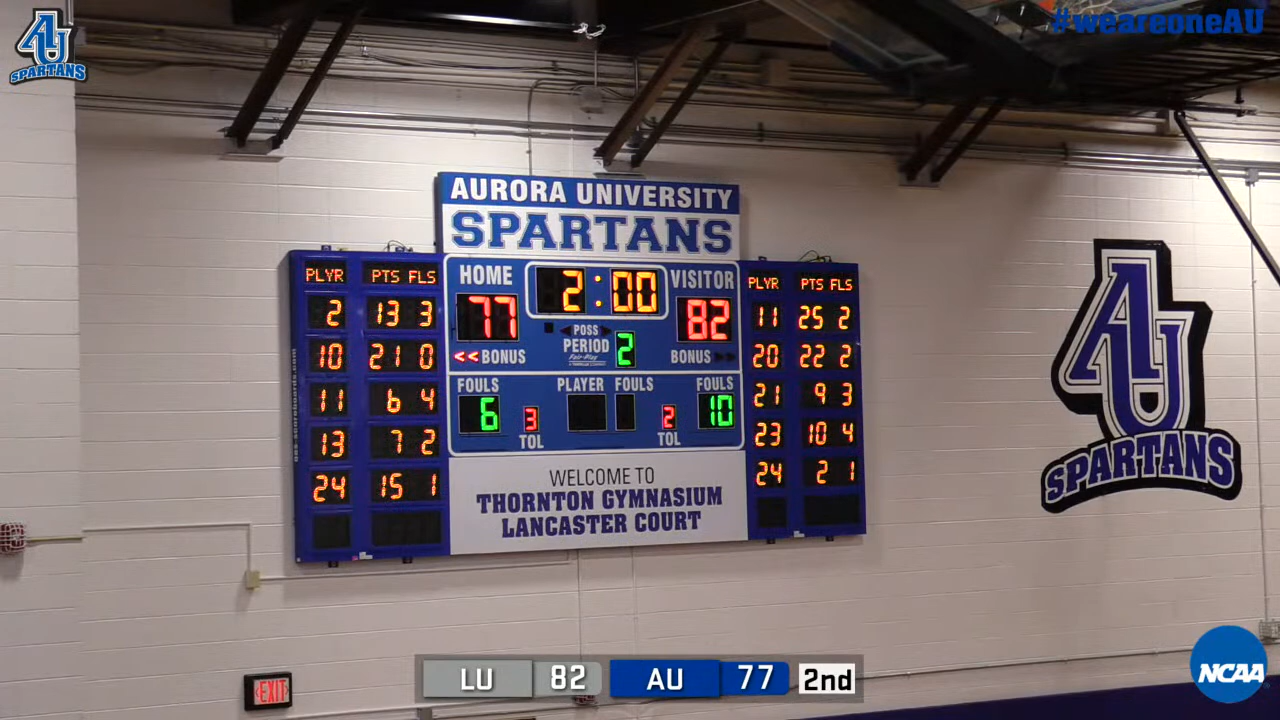 AU
SPARTANS
#weareoneAU
AURORA UNIVERSITY
SPARTANS
HOME 2:00 VISITOR
77 82
POSS
<<BONUS PERIOD 2 BONUS
Fair-Play
FOULS PLAYER FOULS FOULS
6 3 2 10
TOL TOL
WELCOME TO
THORNTON GYMNASIUM
LANCASTER COURT
PLYR PTS FLS
2 13 3
10 21 0
11 6 4
13 7 2
24 15 1
PLYR PTS FLS
11 25 2
20 22 2
21 9 3
23 10 4
24 2 1
AU
SPARTANS
EXIT
LU 82 AU 77 2nd
NCAA